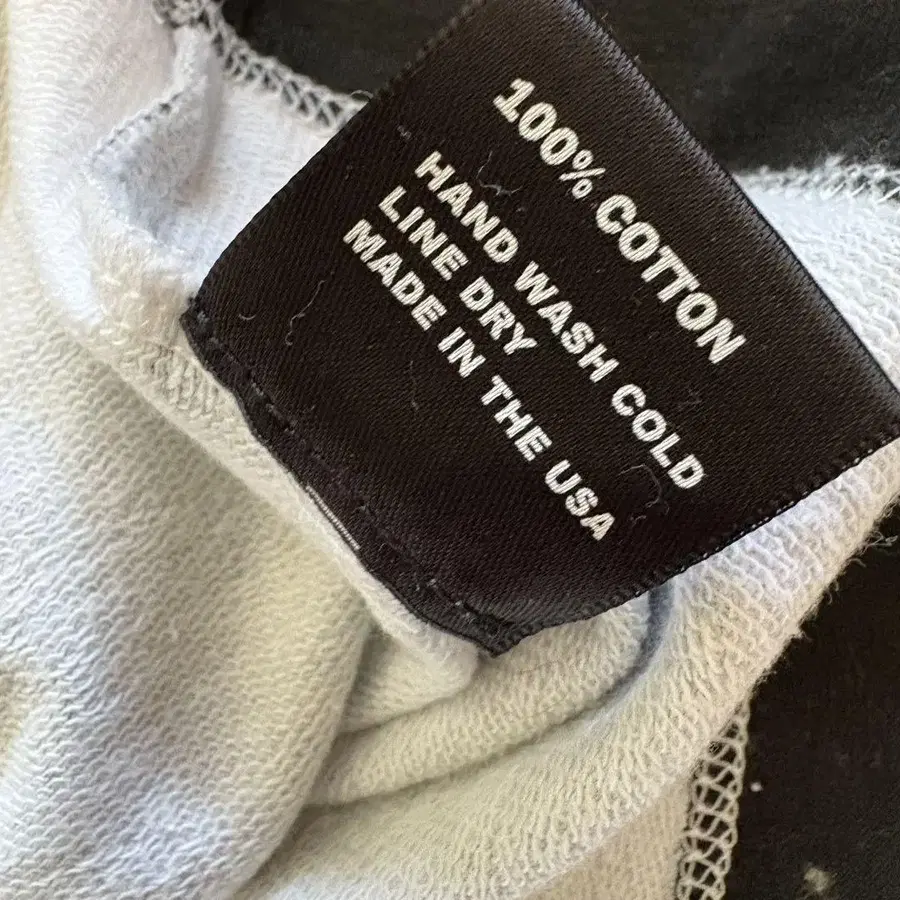 100% COTTON
HAND WASH COLD
LINE DRY
MADE IN THE USA